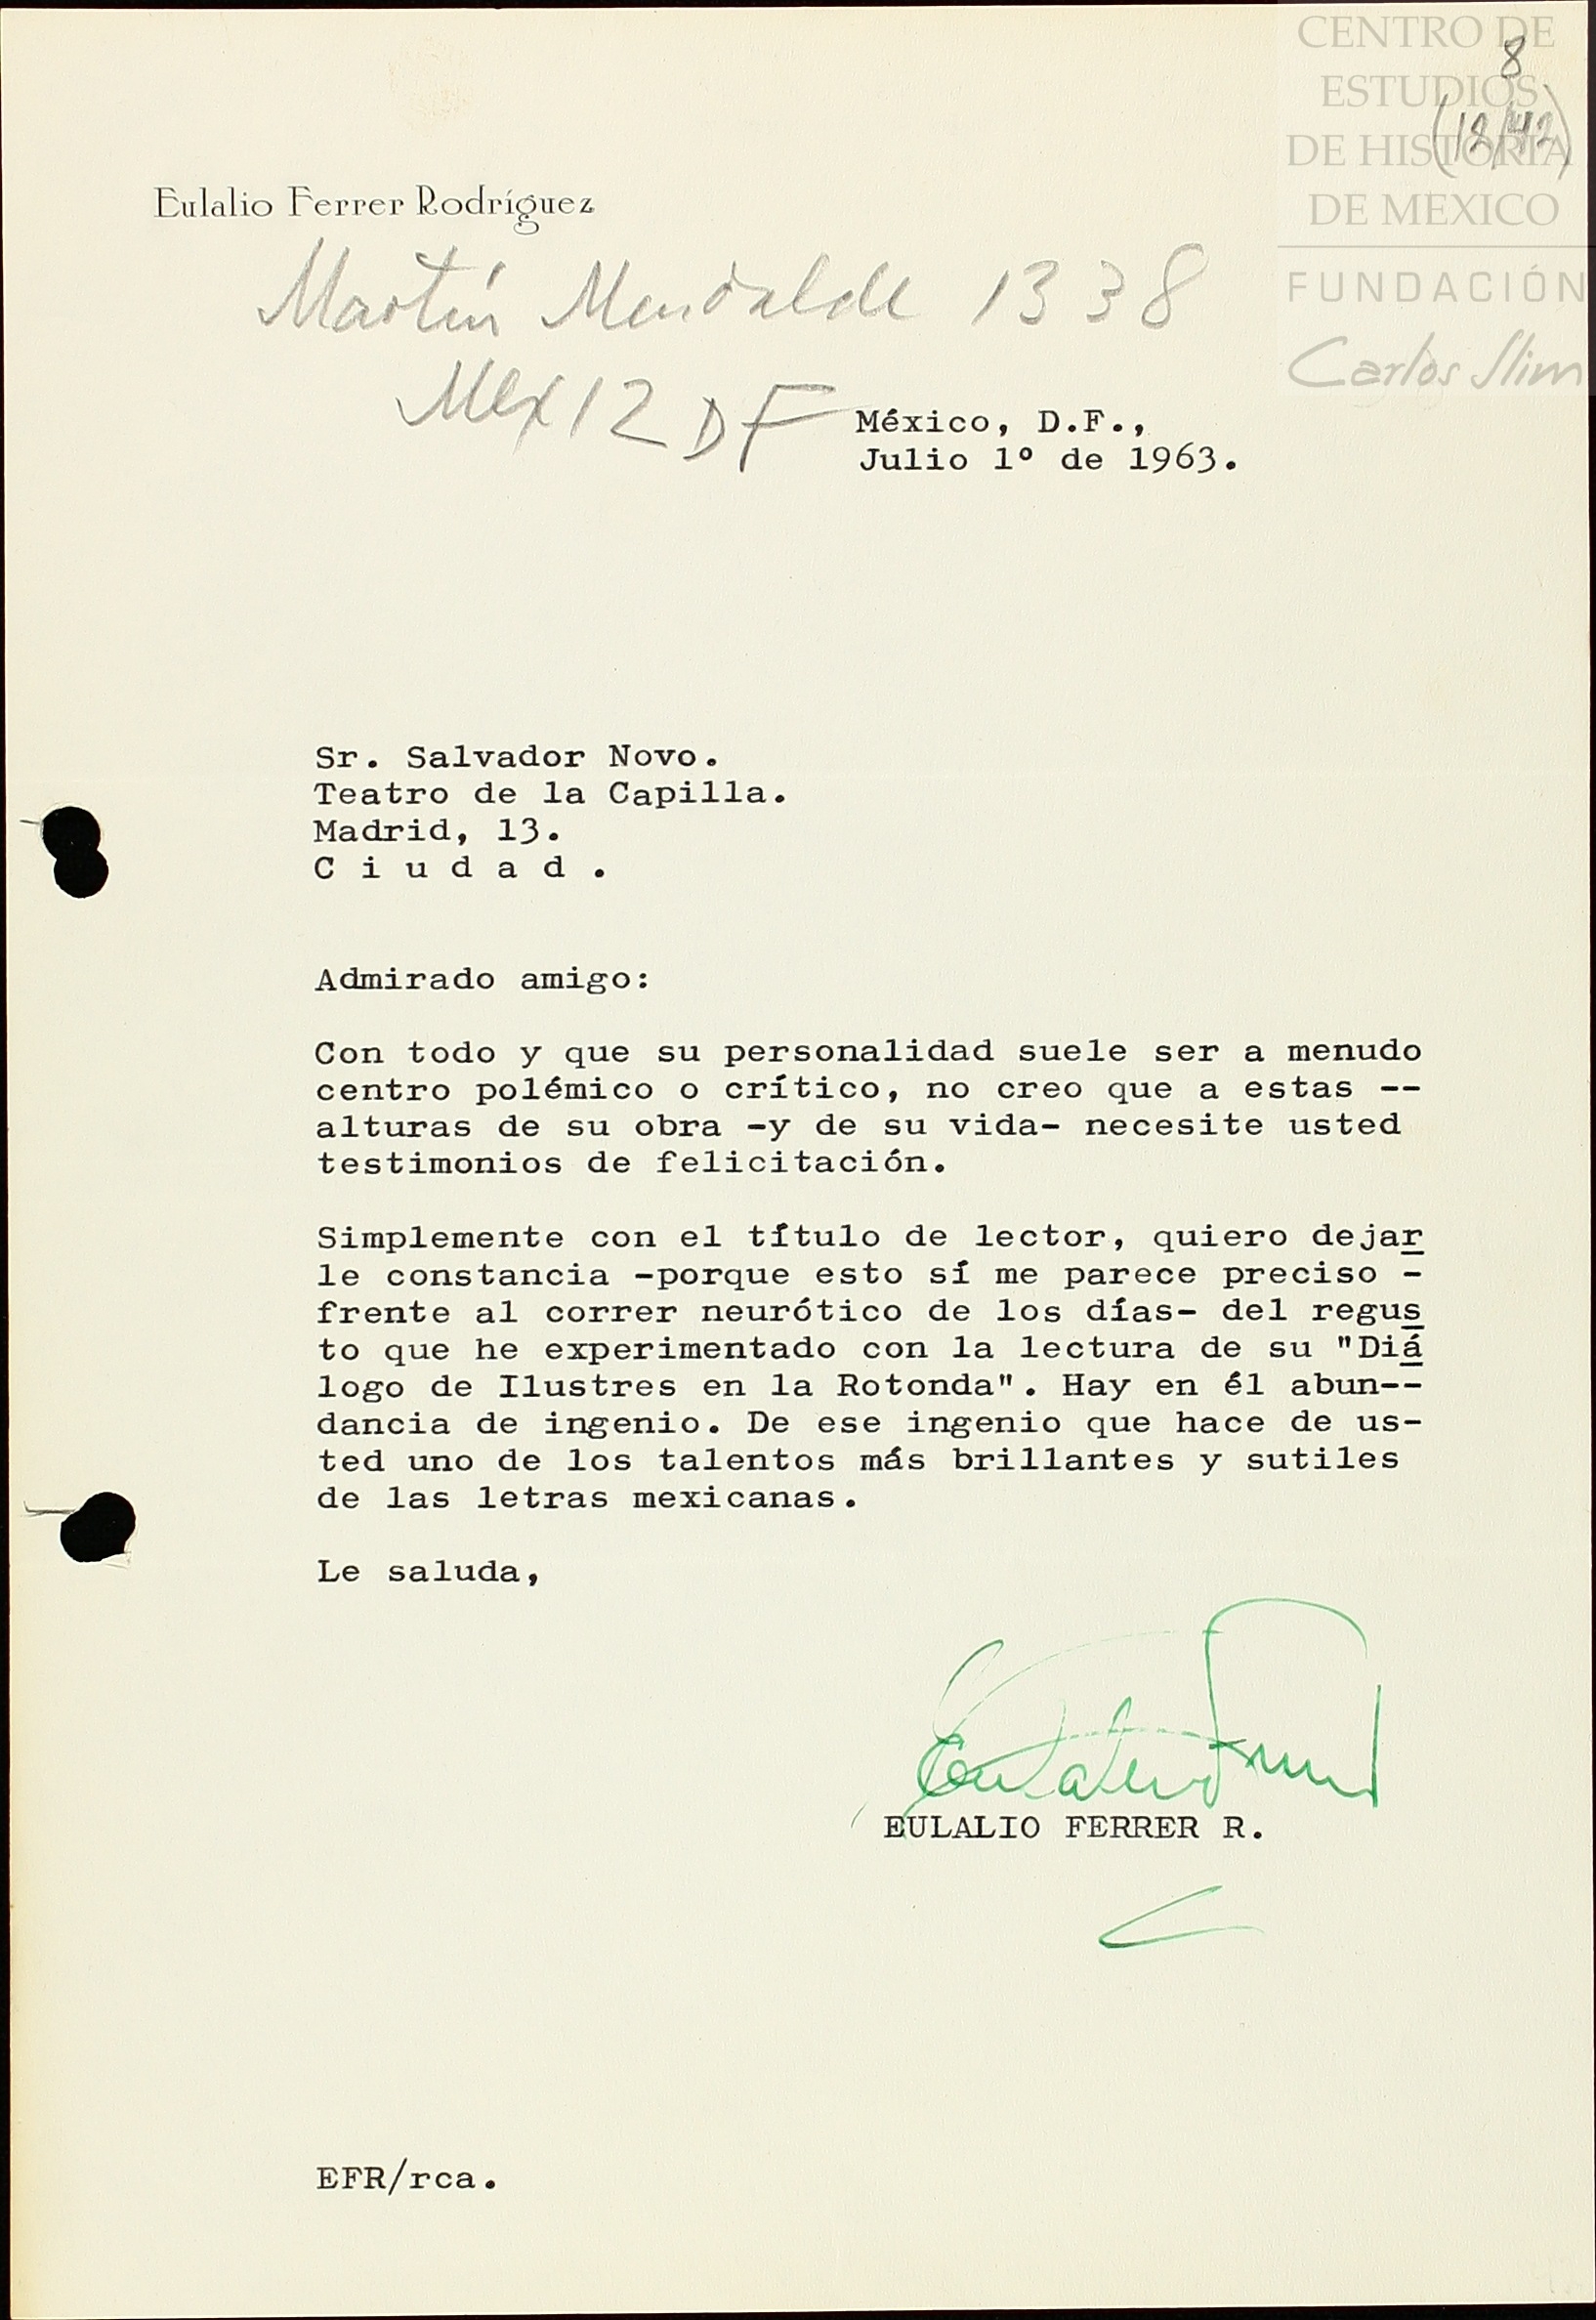 CENTRO DE
ESTUDIOS
DE HISTORIA
DE MEXICO
FUNDACIÓN
Carlos Slim
8
(12/42)
Eulalio Ferrer Rodríguez
Martín Mendalde 1338
Mex 12 DF
México, D.F.,
Julio 1º de 1963.
Sr. Salvador Novo.
Teatro de la Capilla.
Madrid, 13.
C i u d a d .
Admirado amigo:
Con todo y que su personalidad suele ser a menudo
centro polémico o crítico, no creo que a estas --
alturas de su obra -y de su vida- necesite usted
testimonios de felicitación.
Simplemente con el título de lector, quiero dejar
le constancia -porque esto sí me parece preciso -
frente al correr neurótico de los días- del regus
to que he experimentado con la lectura de su "Diá
logo de Ilustres en la Rotonda". Hay en él abun--
dancia de ingenio. De ese ingenio que hace de us-
ted uno de los talentos más brillantes y sutiles
de las letras mexicanas.
Le saluda,
Eulalio Ferrer
EULALIO FERRER R.
EFR/rca.